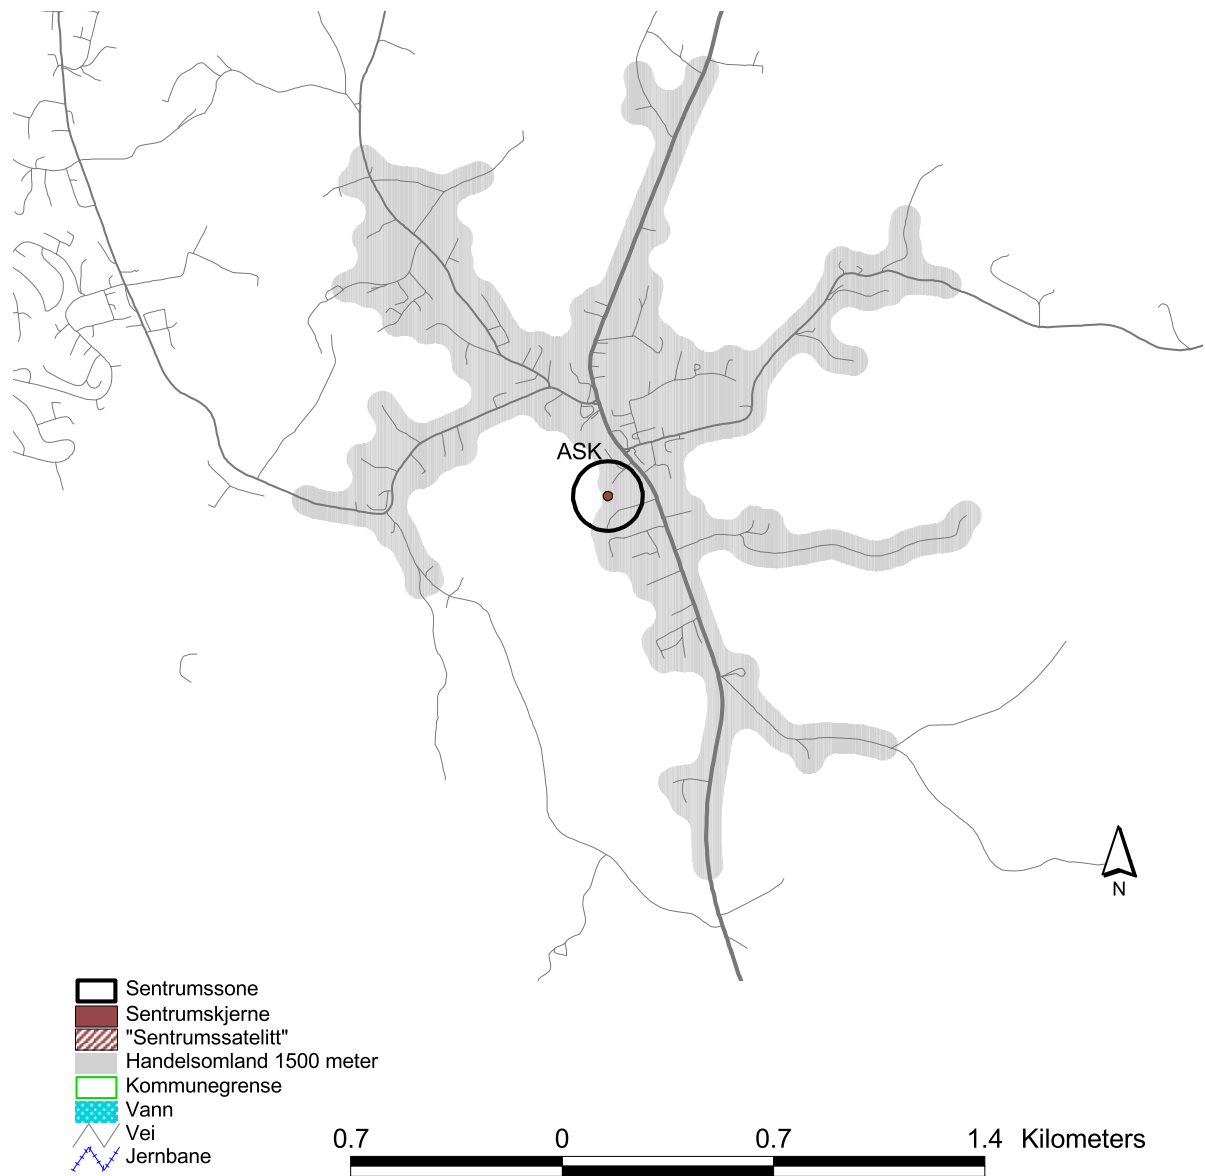 ASK
N
Sentrumssone
Sentrumskjerne
"Sentrumssatelitt"
Handelsomland 1500 meter
Kommunegrense
Vann
Vei
Jernbane
0.7 0 0.7 1.4 Kilometers